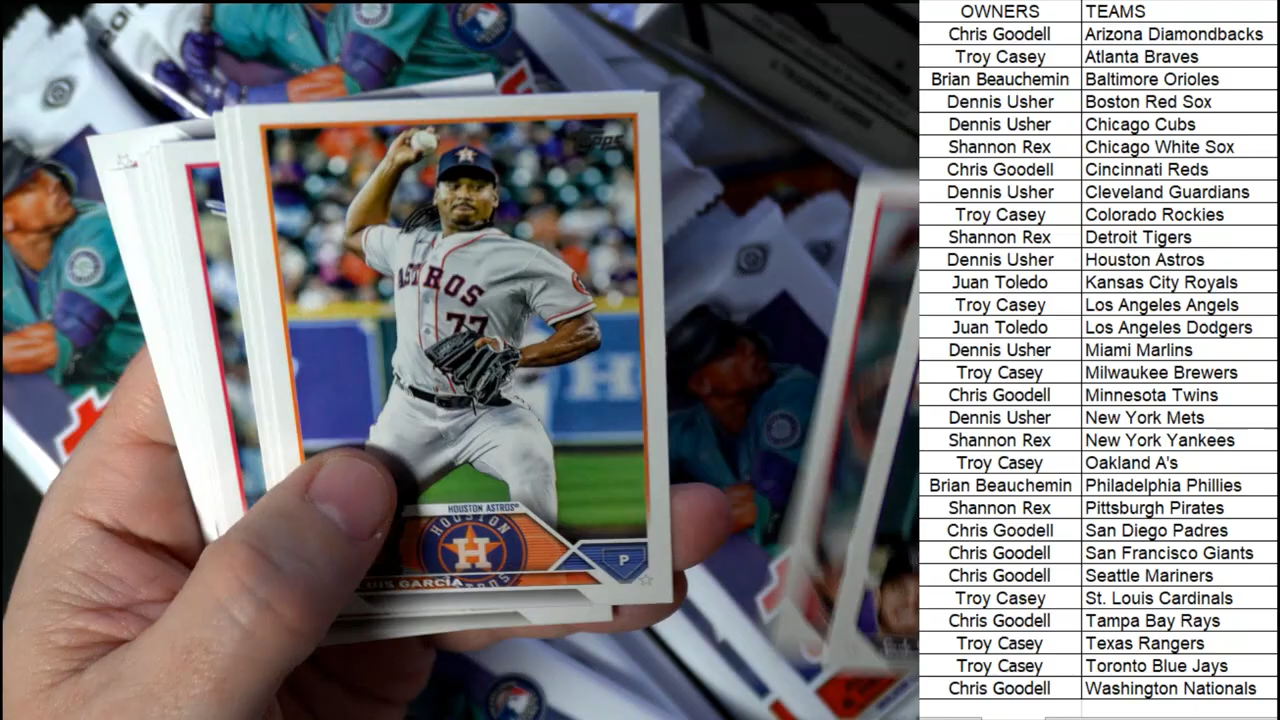 Topps
ASTROS
77
HOUSTON ASTROS®
HOUSTON
H
ASTROS
LUIS GARCÍA
P
OWNERS TEAMS
Chris Goodell Arizona Diamondbacks
Troy Casey Atlanta Braves
Brian Beauchemin Baltimore Orioles
Dennis Usher Boston Red Sox
Dennis Usher Chicago Cubs
Shannon Rex Chicago White Sox
Chris Goodell Cincinnati Reds
Dennis Usher Cleveland Guardians
Troy Casey Colorado Rockies
Shannon Rex Detroit Tigers
Dennis Usher Houston Astros
Juan Toledo Kansas City Royals
Troy Casey Los Angeles Angels
Juan Toledo Los Angeles Dodgers
Dennis Usher Miami Marlins
Troy Casey Milwaukee Brewers
Chris Goodell Minnesota Twins
Dennis Usher New York Mets
Shannon Rex New York Yankees
Troy Casey Oakland A's
Brian Beauchemin Philadelphia Phillies
Shannon Rex Pittsburgh Pirates
Chris Goodell San Diego Padres
Chris Goodell San Francisco Giants
Chris Goodell Seattle Mariners
Troy Casey St. Louis Cardinals
Chris Goodell Tampa Bay Rays
Troy Casey Texas Rangers
Troy Casey Toronto Blue Jays
Chris Goodell Washington Nationals